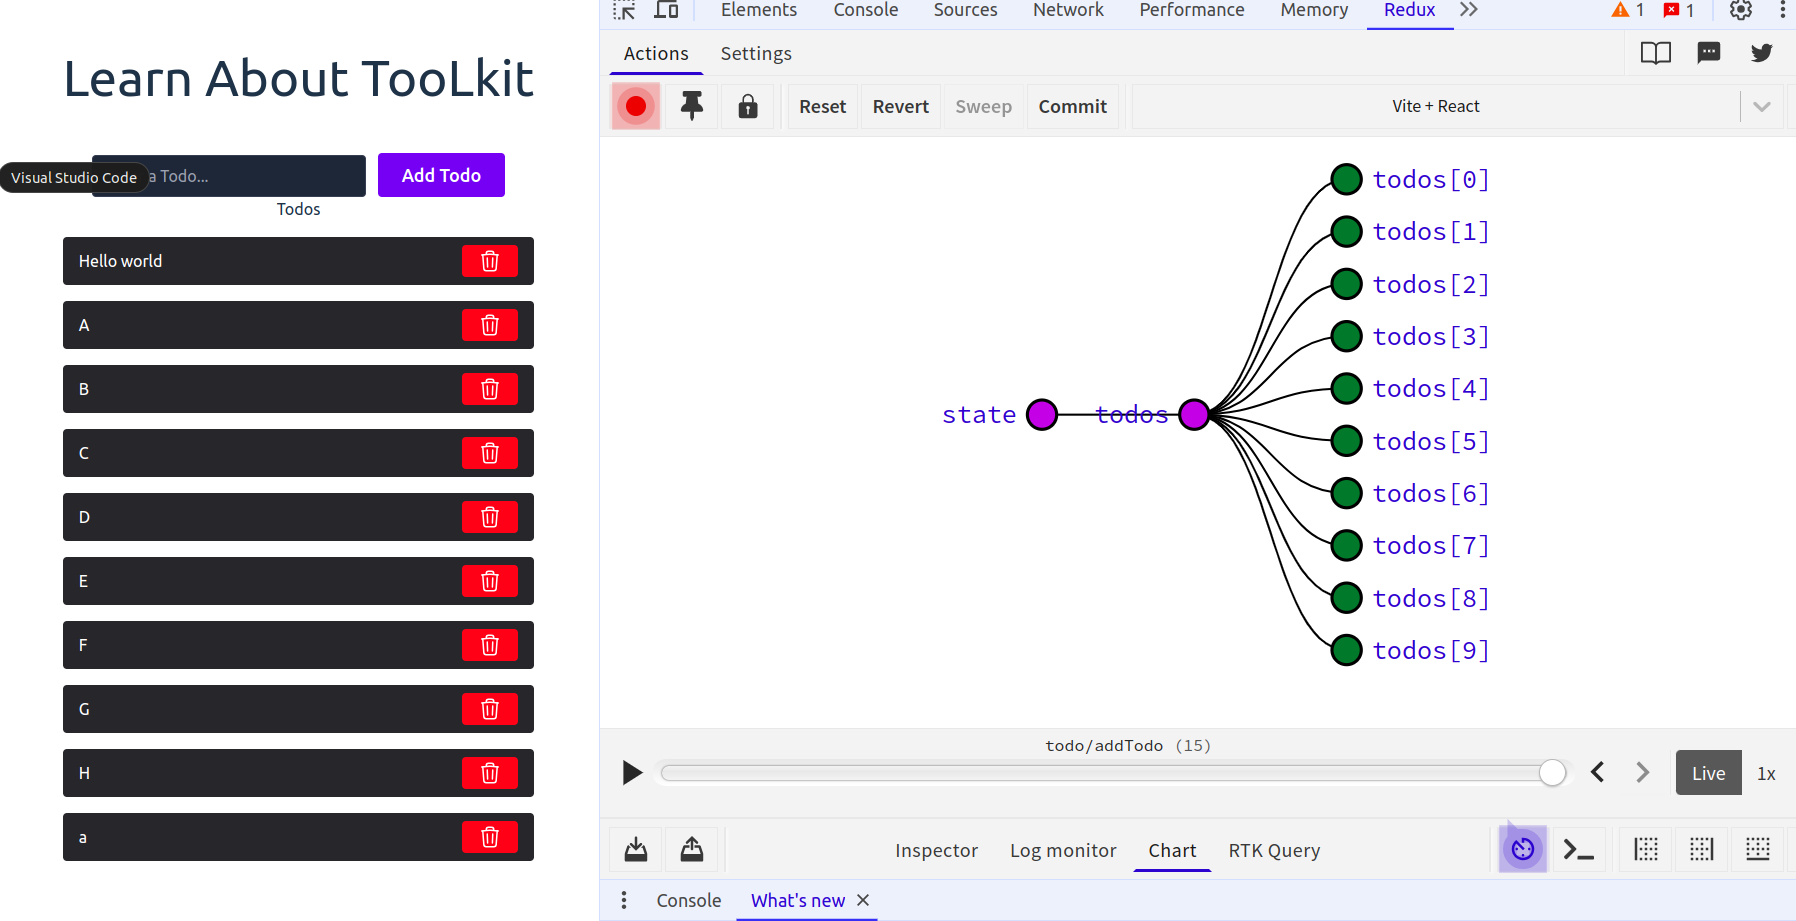 Learn About TooLkit
Visual Studio Code
a Todo...
Add Todo
Todos
Hello world
A
B
C
D
E
F
G
H
a
Elements Console Sources Network Performance Memory Redux 1 1
Actions Settings
Reset Revert Sweep Commit Vite + React
todos[0]
todos[1]
todos[2]
todos[3]
todos[4]
state todos
todos[5]
todos[6]
todos[7]
todos[8]
todos[9]
todo/addTodo (15)
Live 1x
Inspector Log monitor Chart RTK Query
Console What's new